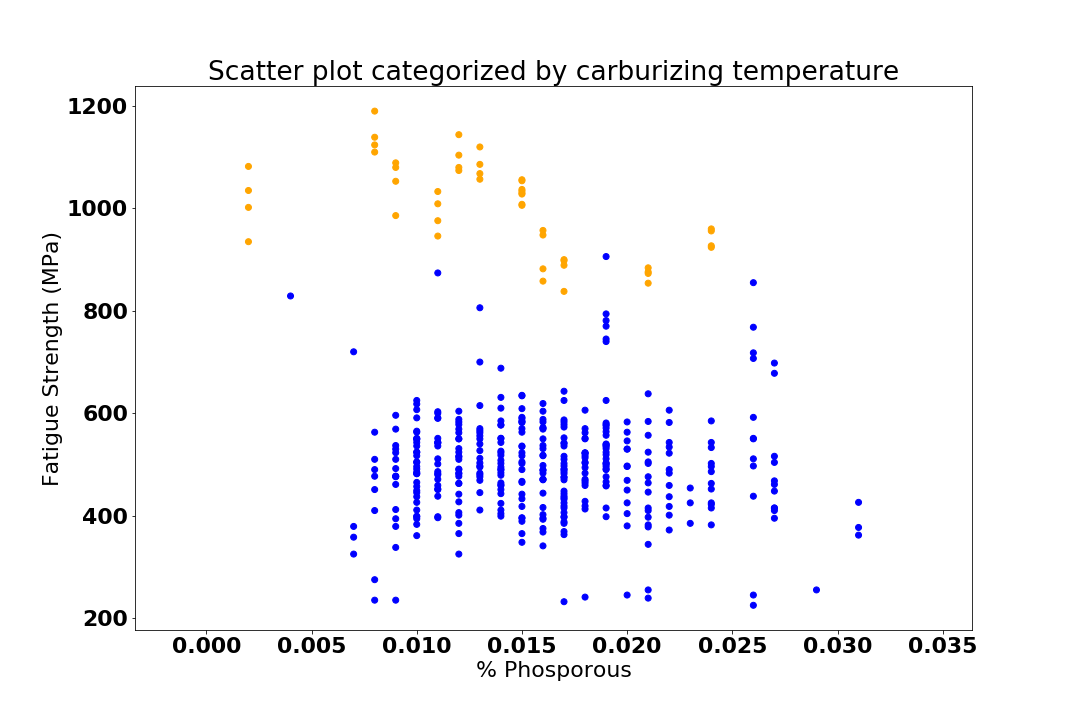 Scatter plot categorized by carburizing temperature
1200
1000
800
600
400
200
Fatigue Strength (MPa)
0.000 0.005 0.010 0.015 0.020 0.025 0.030 0.035
% Phosporous